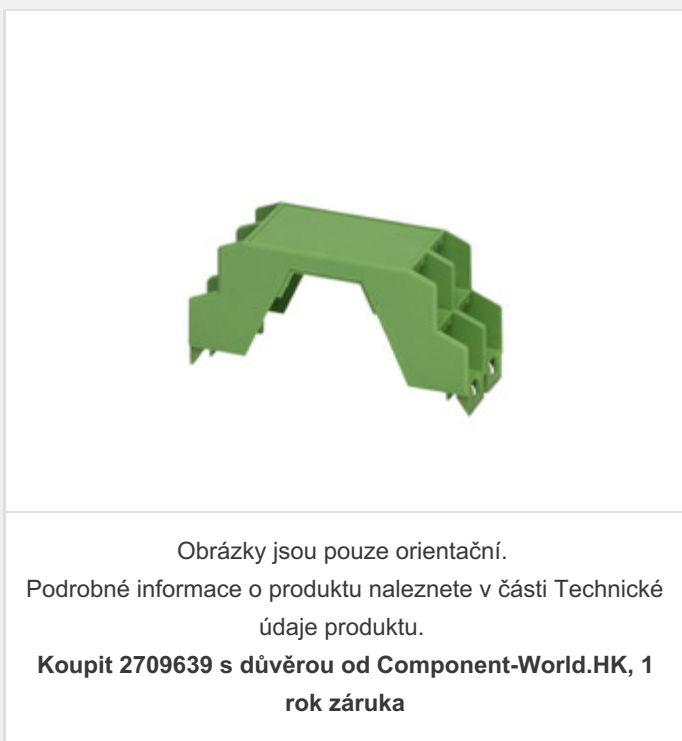 Obrázky jsou pouze orientační.
Podrobné informace o produktu naleznete v části Technické
údaje produktu.
Koupit 2709639 s důvěrou od Component-World.HK, 1
rok záruka